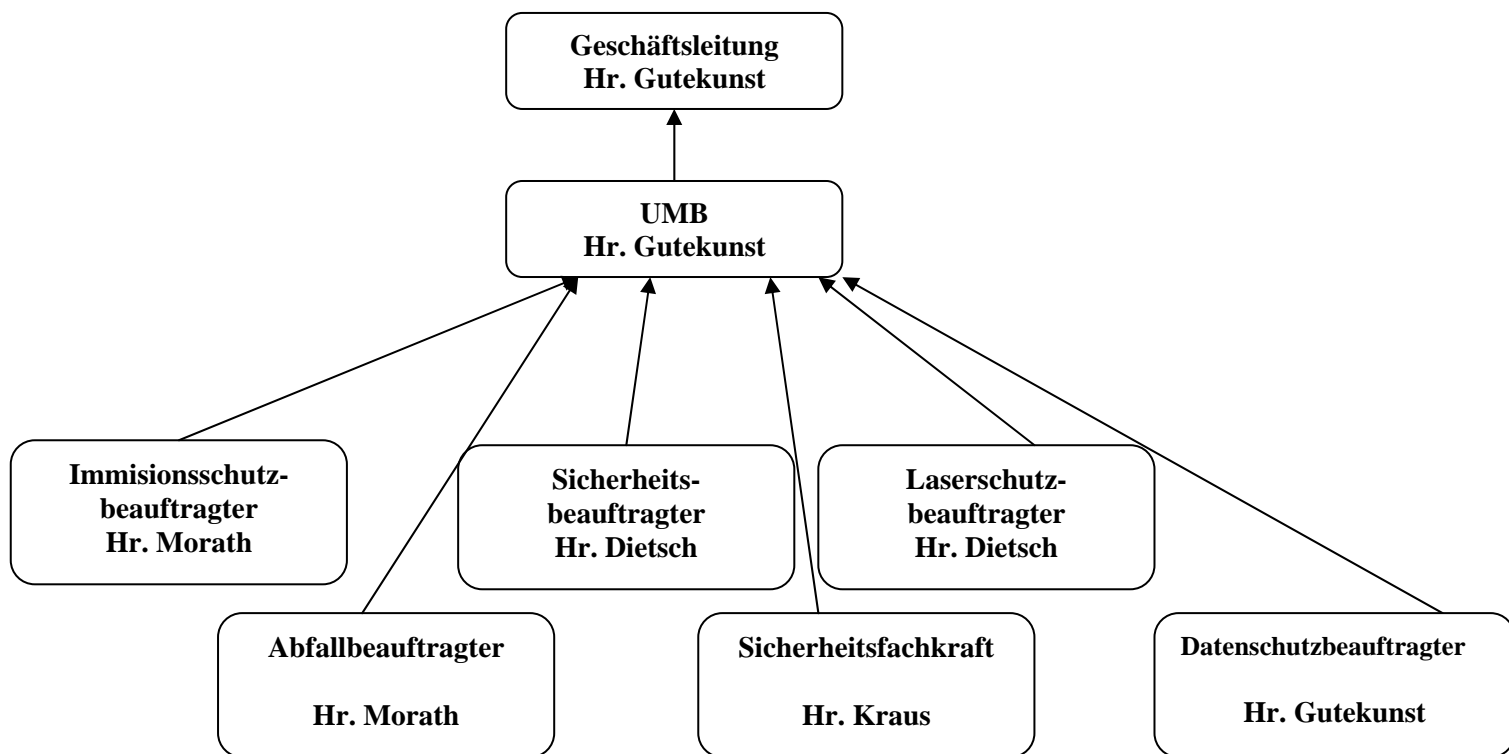 Geschäftsleitung
Hr. Gutekunst
UMB
Hr. Gutekunst
Immisionsschutz-
beauftragter
Hr. Morath
Sicherheits-
beauftragter
Hr. Dietsch
Laserschutz-
beauftragter
Hr. Dietsch
Abfallbeauftragter
Hr. Morath
Sicherheitsfachkraft
Hr. Kraus
Datenschutzbeauftragter
Hr. Gutekunst